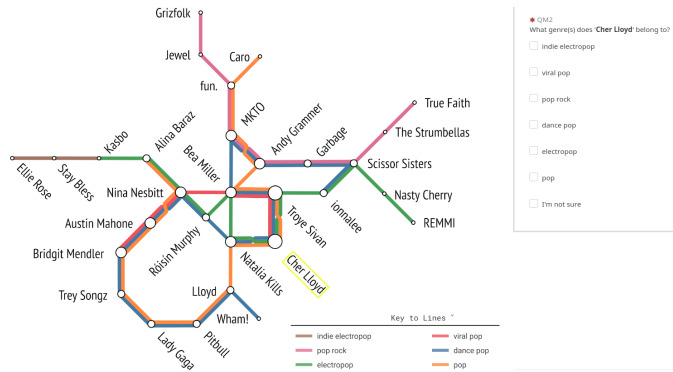 Grizfolk
Jewel
Caro
fun.
MKTO
Andy Grammer
Garbage
True Faith
The Strumbellas
Scissor Sisters
Nasty Cherry
REMMI
Kasbo
Alina Baraz
Bea Miller
Ellie Rose
Stay Bless
Nina Nesbitt
Austin Mahone
Bridgit Mendler
Róisín Murphy
Troye Sivan
ionnalee
Natalia Kills
Cher Lloyd
Trey Songz
Lloyd
Wham!
Lady Gaga
Pitbull
Key to Lines ˇ
indie electropop
viral pop
pop rock
dance pop
electropop
pop
* QM2
What genre(s) does 'Cher Lloyd' belong to?
indie electropop
viral pop
pop rock
dance pop
electropop
pop
I'm not sure